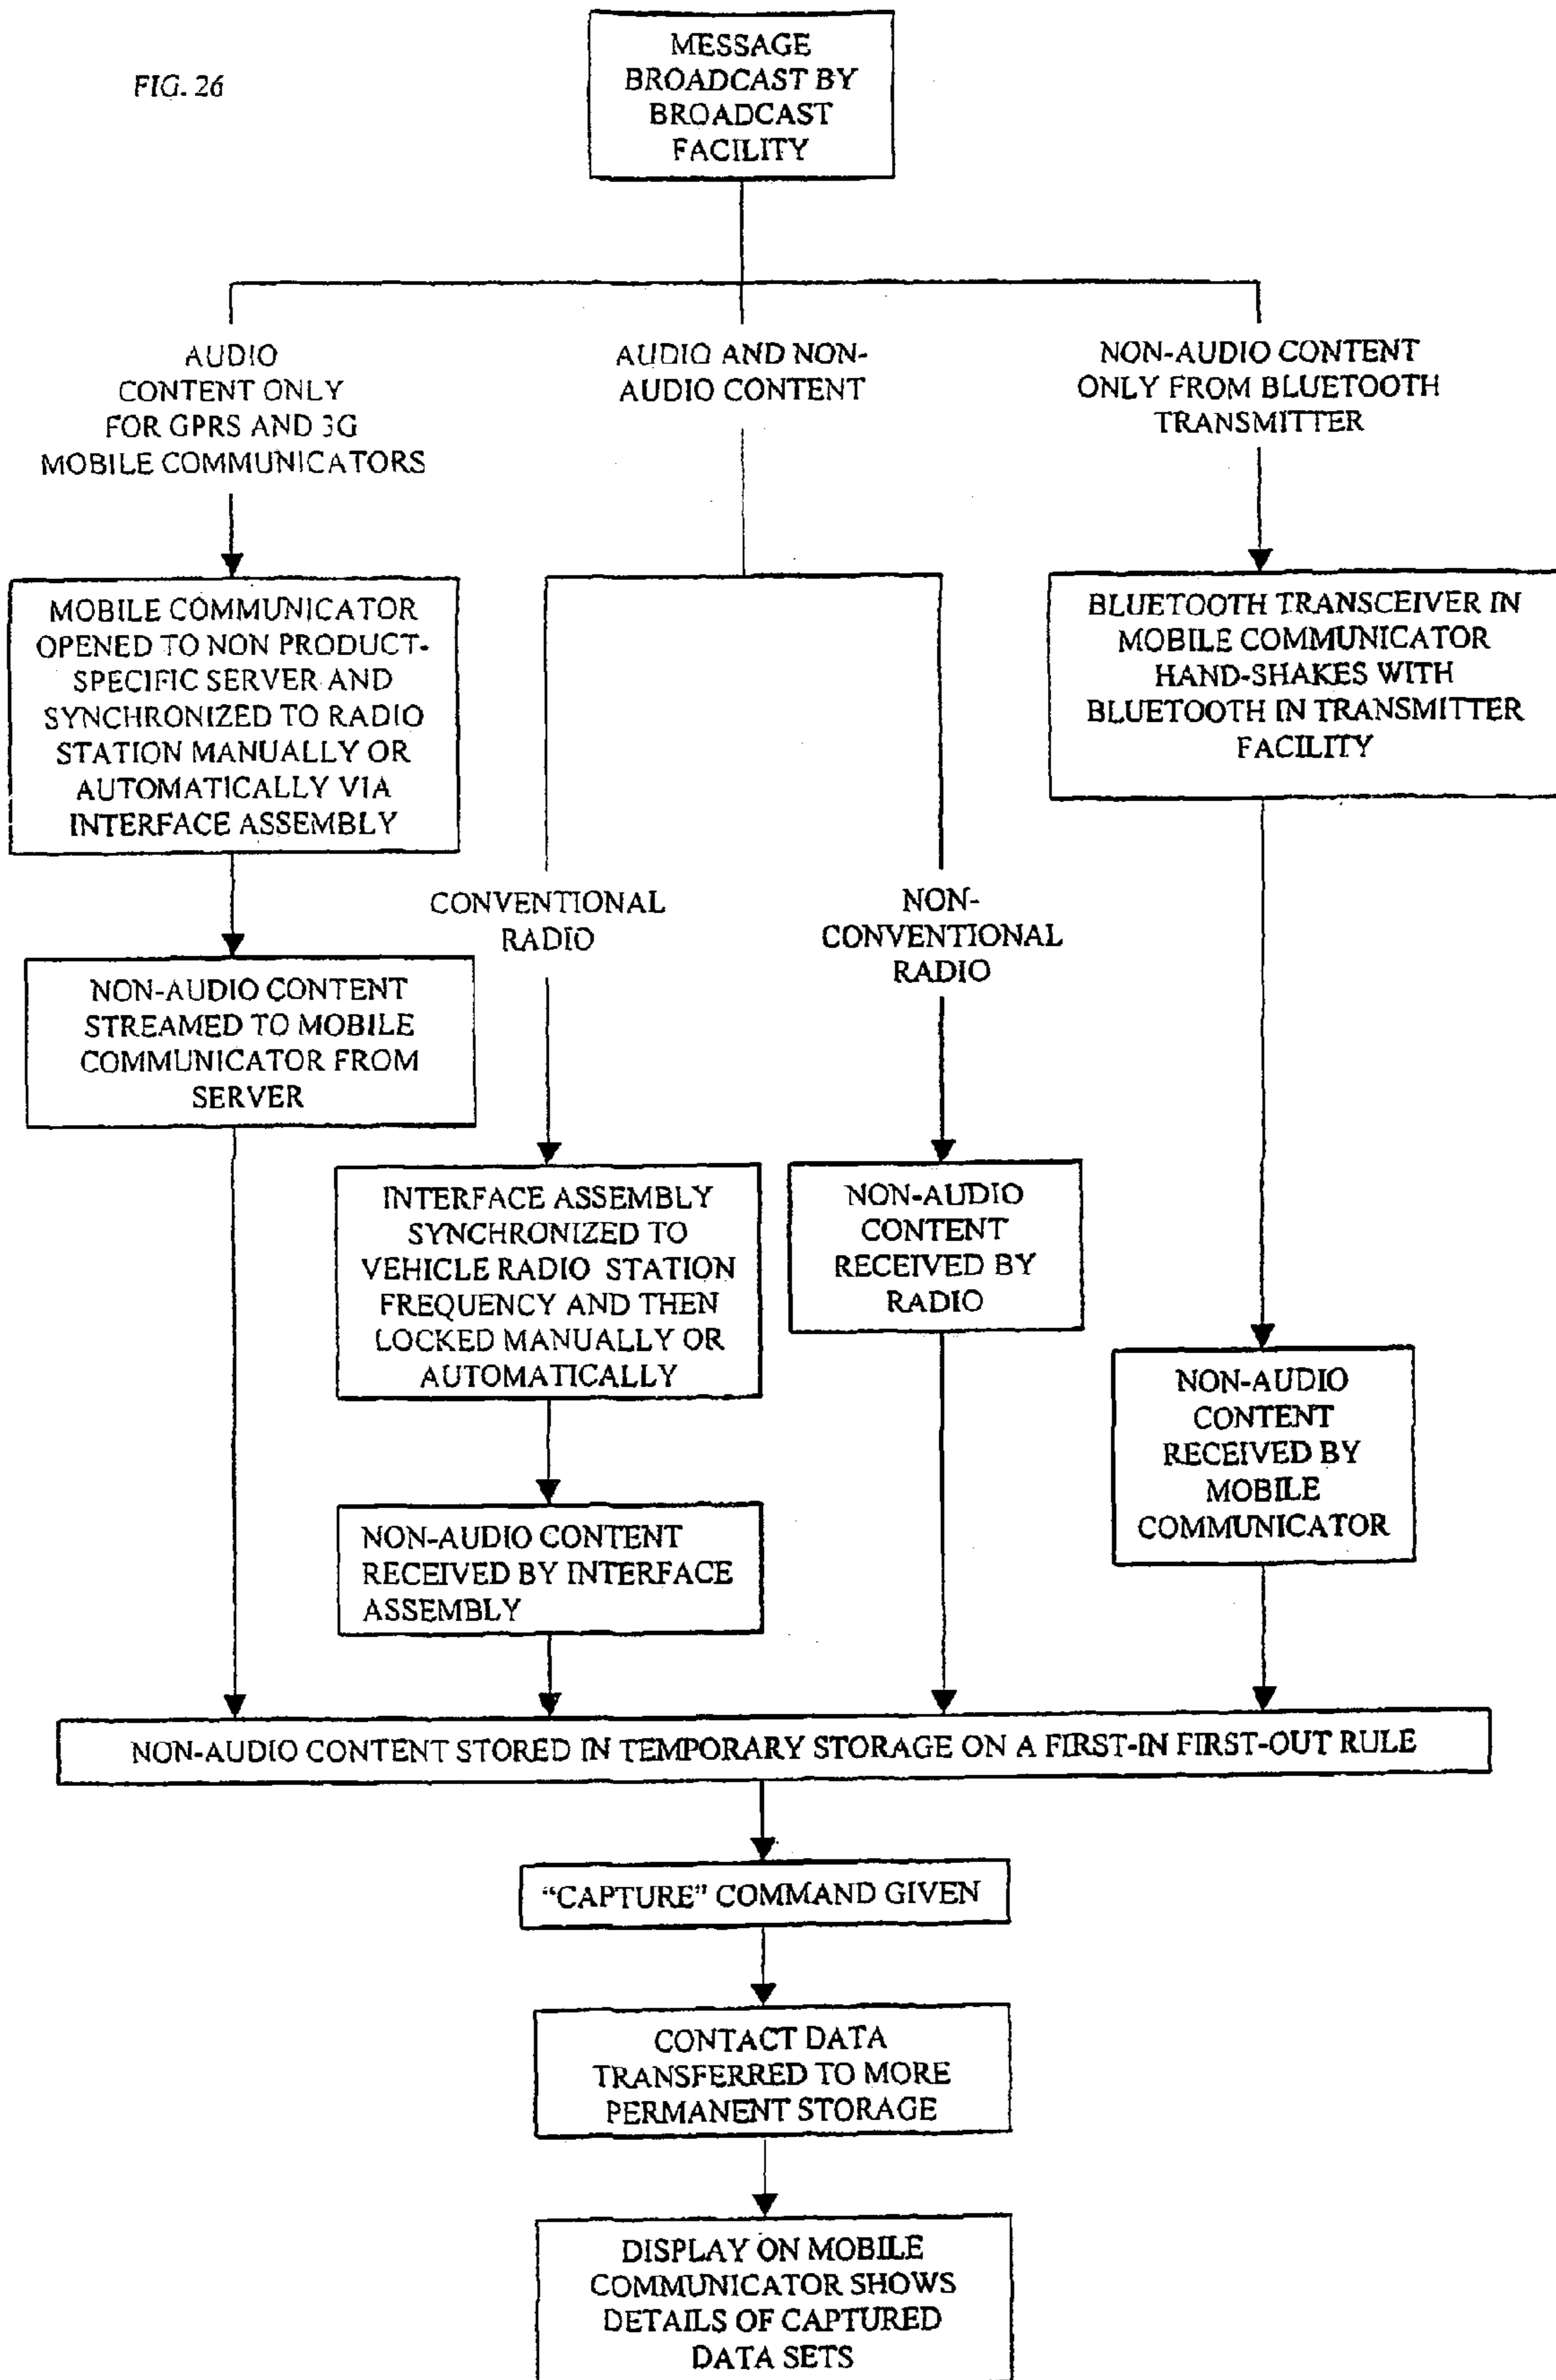 FIG. 26
MESSAGE
BROADCAST BY
BROADCAST
FACILITY
AUDIO
CONTENT ONLY
FOR GPRS AND 3G
MOBILE COMMUNICATORS
AUDIO AND NON-
AUDIO CONTENT
NON-AUDIO CONTENT
ONLY FROM BLUETOOTH
TRANSMITTER
MOBILE COMMUNICATOR
OPENED TO NON PRODUCT-
SPECIFIC SERVER AND
SYNCHRONIZED TO RADIO
STATION MANUALLY OR
AUTOMATICALLY VIA
INTERFACE ASSEMBLY
BLUETOOTH TRANSCEIVER IN
MOBILE COMMUNICATOR
HAND-SHAKES WITH
BLUETOOTH IN TRANSMITTER
FACILITY
CONVENTIONAL
RADIO
NON-
CONVENTIONAL
RADIO
NON-AUDIO CONTENT
STREAMED TO MOBILE
COMMUNICATOR FROM
SERVER
INTERFACE ASSEMBLY
SYNCHRONIZED TO
VEHICLE RADIO STATION
FREQUENCY AND THEN
LOCKED MANUALLY OR
AUTOMATICALLY
NON-AUDIO
CONTENT
RECEIVED BY
RADIO
NON-AUDIO
CONTENT
RECEIVED BY
MOBILE
COMMUNICATOR
NON-AUDIO CONTENT
RECEIVED BY INTERFACE
ASSEMBLY
NON-AUDIO CONTENT STORED IN TEMPORARY STORAGE ON A FIRST-IN FIRST-OUT RULE
"CAPTURE" COMMAND GIVEN
CONTACT DATA
TRANSFERRED TO MORE
PERMANENT STORAGE
DISPLAY ON MOBILE
COMMUNICATOR SHOWS
DETAILS OF CAPTURED
DATA SETS